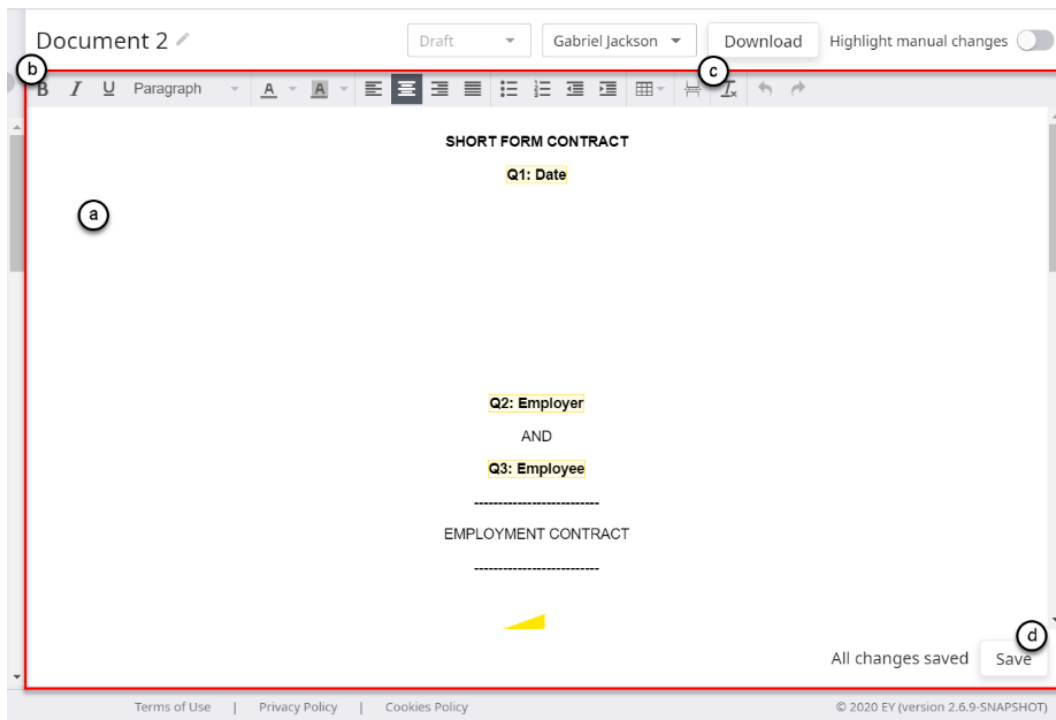 Document 2
Draft
Gabriel Jackson
Download
Highlight manual changes
b
c
B I U Paragraph A A
SHORT FORM CONTRACT
Q1: Date
a
Q2: Employer
AND
Q3: Employee
--------------------------
EMPLOYMENT CONTRACT
--------------------------
d
All changes saved Save
Terms of Use | Privacy Policy | Cookies Policy © 2020 EY (version 2.6.9-SNAPSHOT)